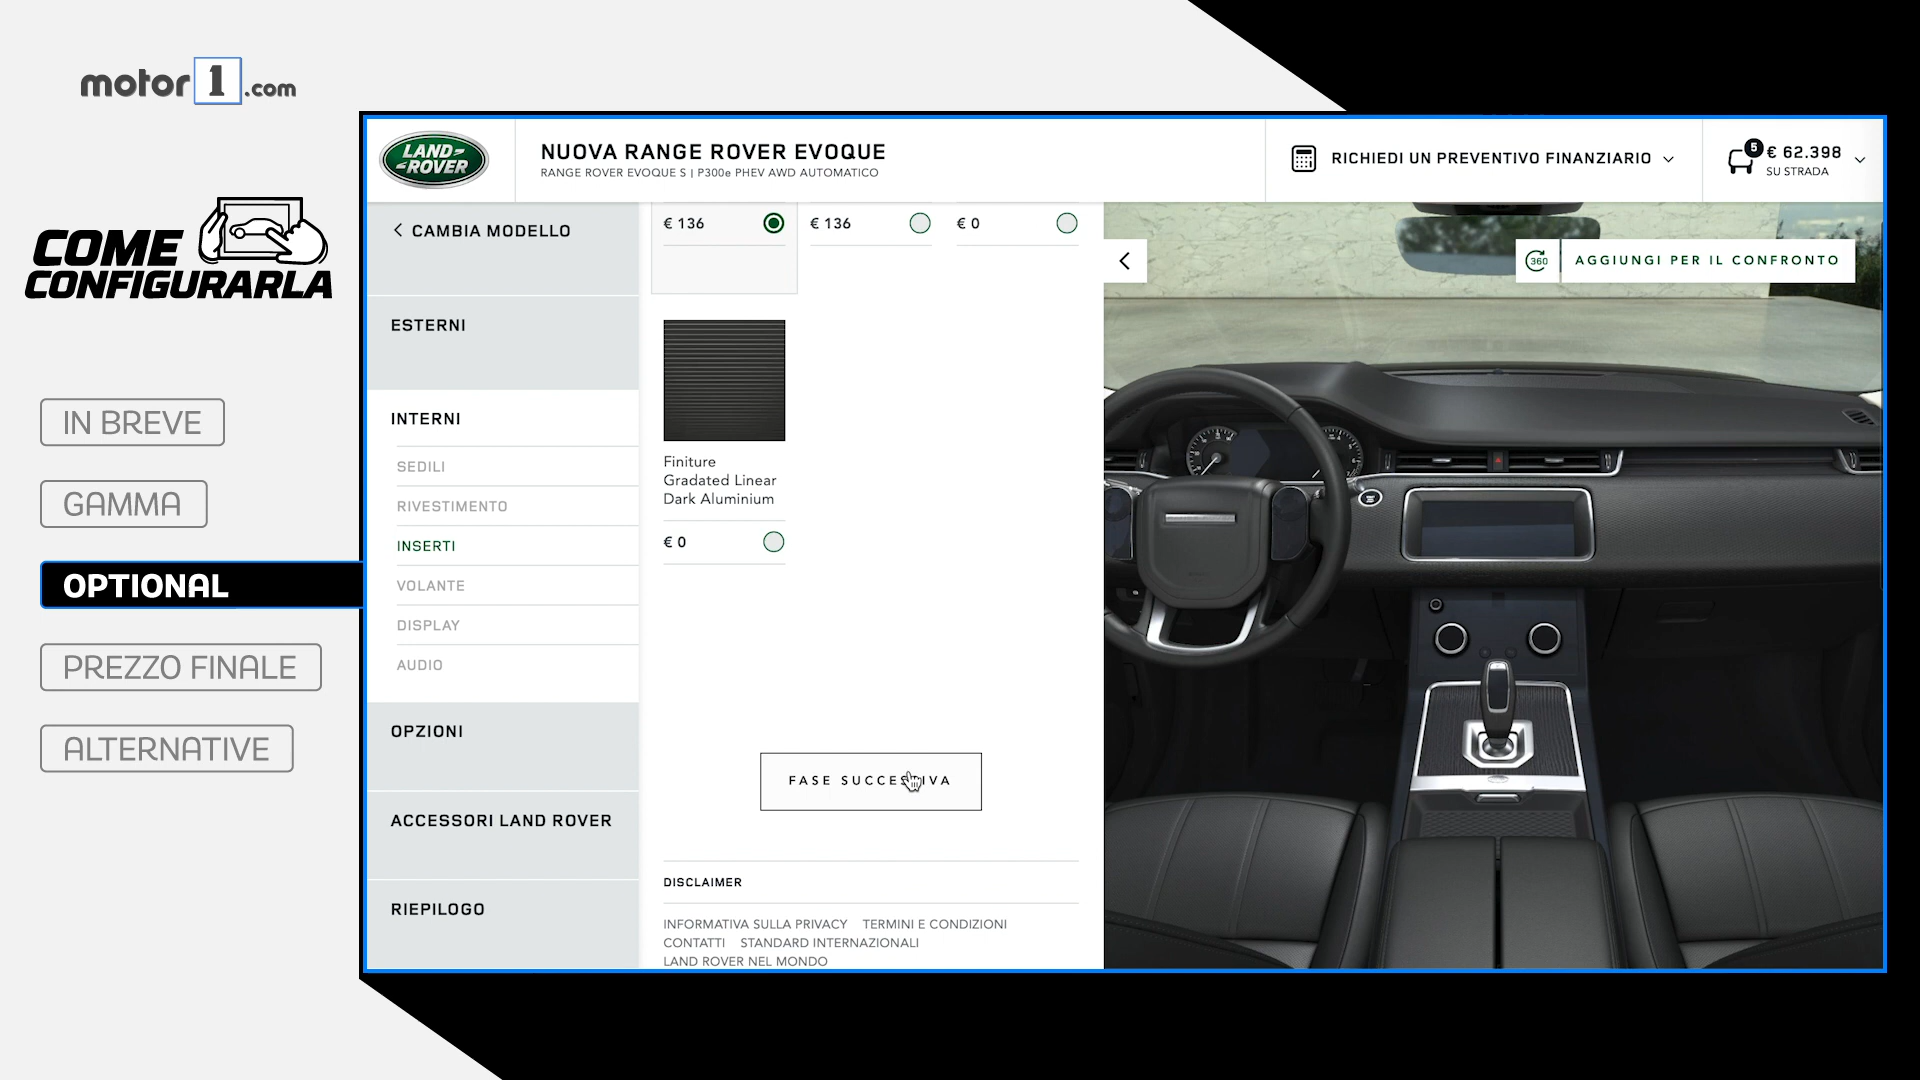 motor1.com
COME
CONFIGURARLA
IN BREVE
GAMMA
OPTIONAL
PREZZO FINALE
ALTERNATIVE
LAND-
-ROVER
NUOVA RANGE ROVER EVOQUE
RANGE ROVER EVOQUE S | P300e PHEV AWD AUTOMATICO
RICHIEDI UN PREVENTIVO FINANZIARIO
5
€ 62.398
SU STRADA
CAMBIA MODELLO
ESTERNI
INTERNI
SEDILI
RIVESTIMENTO
INSERTI
VOLANTE
DISPLAY
AUDIO
OPZIONI
ACCESSORI LAND ROVER
RIEPILOGO
€ 136
€ 136
€ 0
Finiture
Gradated Linear
Dark Aluminium
€ 0
FASE SUCCESSIVA
DISCLAIMER
INFORMATIVA SULLA PRIVACY TERMINI E CONDIZIONI
CONTATTI STANDARD INTERNAZIONALI
LAND ROVER NEL MONDO
360
AGGIUNGI PER IL CONFRONTO